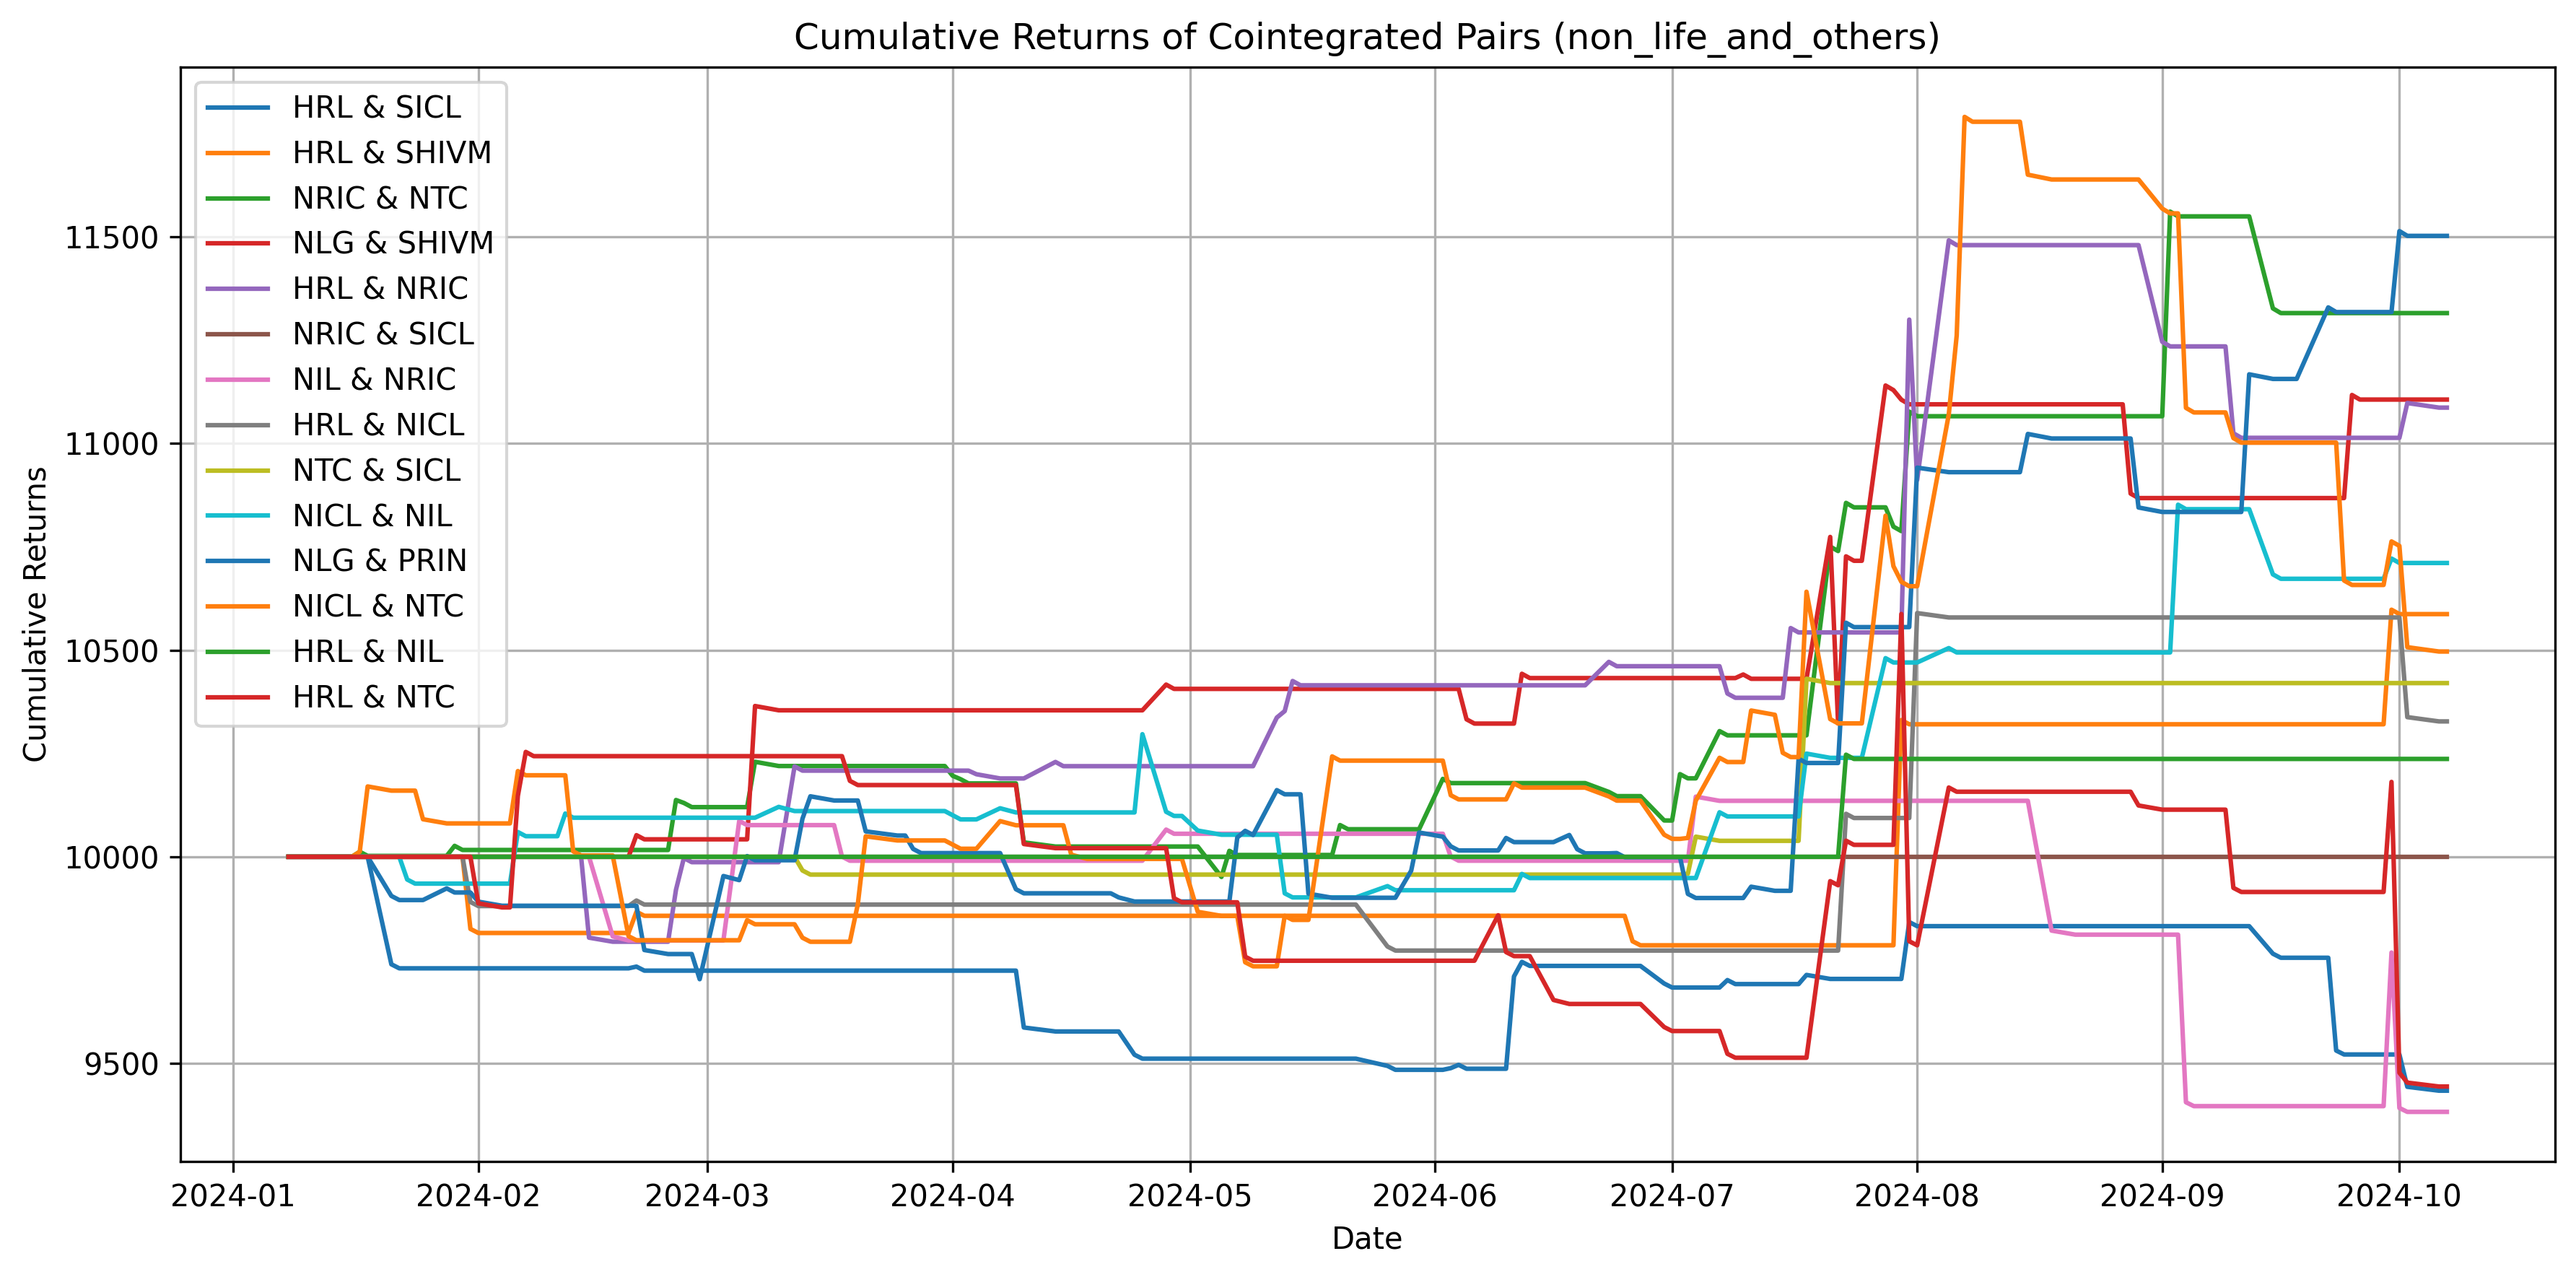 Cumulative Returns of Cointegrated Pairs (non_life_and_others)
HRL & SICL
HRL & SHIVM
NRIC & NTC
NLG & SHIVM
HRL & NRIC
NRIC & SICL
NIL & NRIC
HRL & NICL
NTC & SICL
NICL & NIL
NLG & PRIN
NICL & NTC
HRL & NIL
HRL & NTC
Cumulative Returns
11500
11000
10500
10000
9500
2024-01
2024-02
2024-03
2024-04
2024-05
2024-06
2024-07
2024-08
2024-09
2024-10
Date